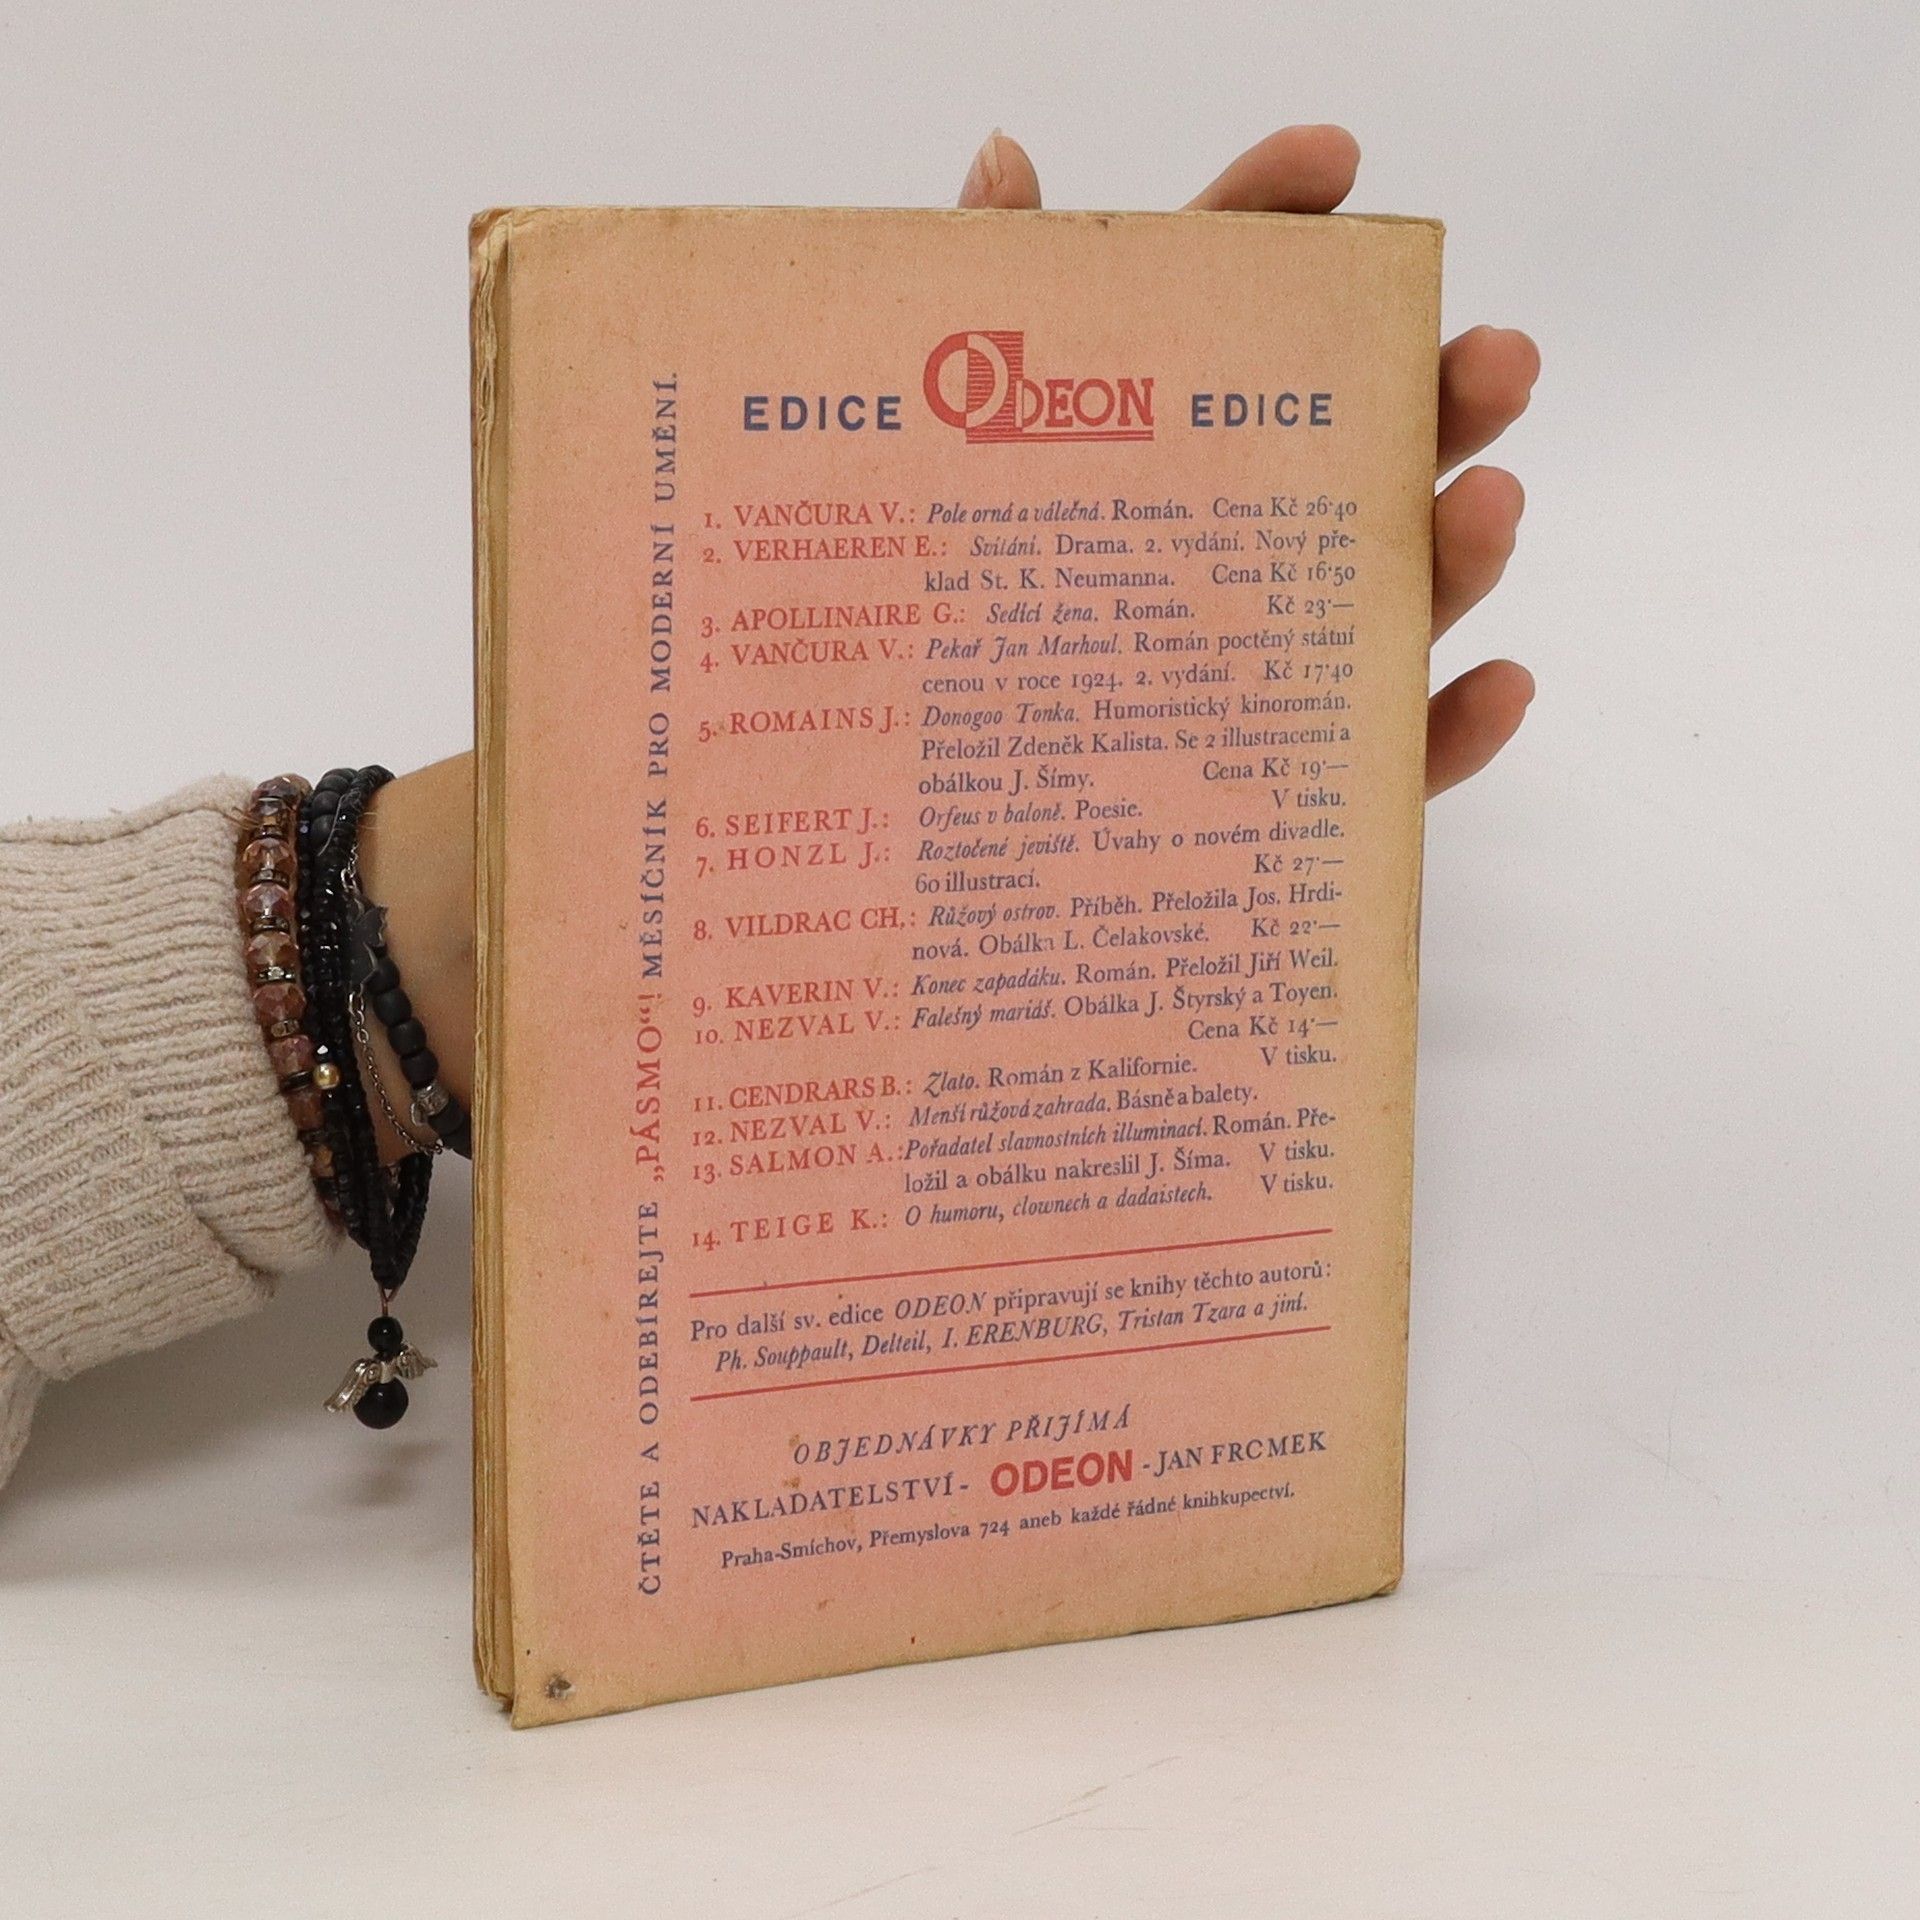 EDICE ODEON EDICE
1. VANČURA V.: Pole orná a válečná. Román. Cena Kč 26·40
2. VERHAEREN E.: Svítání. Drama. 2. vydání. Nový pře-
klad St. K. Neumanna. Cena Kč 16·50
3. APOLLINAIRE G.: Sedící žena. Román. Kč 23·—
4. VANČURA V.: Pekař Jan Marhoul. Román poctěný státní
cenou v roce 1924. 2. vydání. Kč 17·40
5. ROMAINS J.: Donogoo Tonka. Humoristický kinoromán.
Přeložil Zdeněk Kalista. Se 2 illustracemi a
obálkou J. Šímy. Cena Kč 19·—
6. SEIFERT J.: Orfeus v baloně. Poesie. V tisku.
7. HONZL J.: Roztočené jeviště. Úvahy o novém divadle.
60 illustrací. Kč 27·—
8. VILDRAC CH.: Růžový ostrov. Příběh. Přeložila Jos. Hrdi-
nová. Obálka L. Čelakovské. Kč 22·—
9. KAVERIN V.: Konec zapadáku. Román. Přeložil Jiří Weil.
10. NEZVAL V.: Falešný mariáš. Obálka J. Štyrský a Toyen.
Cena Kč 14·—
11. CENDRARS B.: Zlato. Román z Kalifornie. V tisku.
12. NEZVAL V.: Menší růžová zahrada. Básně a balety.
13. SALMON A.: Pořadatel slavnostních illuminací. Román. Pře-
ložil a obálku nakreslil J. Šíma. V tisku.
14. TEIGE K.: O humoru, clownech a dadaistech. V tisku.
Pro další sv. edice ODEON připravují se knihy těchto autorů:
Ph. Souppault, Delteil, I. ERENBURG, Tristan Tzara a jiní.
OBJEDNÁVKY PŘIJÍMÁ
NAKLADATELSTVÍ - ODEON - JAN FROMEK
Praha-Smíchov, Přemyslova 724 aneb každé řádné knihkupectví.
ČTĚTE A ODEBÍREJTE „PÁSMO“! MĚSÍČNÍK PRO MODERNÍ UMĚNÍ.